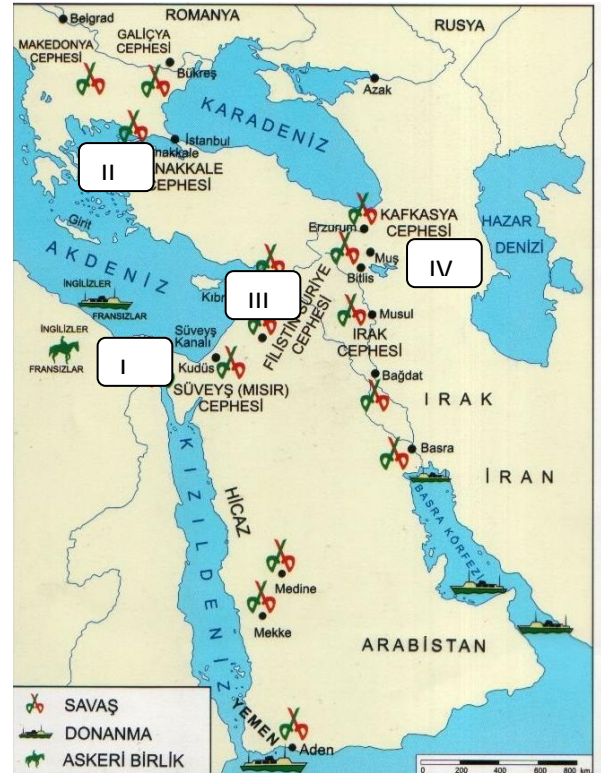 Belgrad
ROMANYA
RUSYA
MAKEDONYA
CEPHESİ
GALİÇYA
CEPHESİ
Bükreş
Azak
KARADENİZ
İstanbul
II
nakkale
NAKKALE
CEPHESİ
Girit
AKDENİZ
Erzurum
KAFKASYA
CEPHESİ
Muş
Bitlis
IV
HAZAR
DENİZİ
İNGİLİZLER
FRANSIZLAR
Kıbr
III
FİLİSTİN SURİYE
CEPHESİ
Musul
IRAK
CEPHESİ
İNGİLİZLER
FRANSIZLAR
I
Süveyş
Kanalı
Kudüs
SÜVEYŞ (MISIR)
CEPHESİ
Bağdat
IRAK
Basra
İRAN
BASRA KÖRFEZİ
KIZILDENİZ
HİCAZ
Medine
Mekke
ARABİSTAN
YEMEN
Aden
SAVAŞ
DONANMA
ASKERİ BİRLİK
0 200 400 600 800 km.